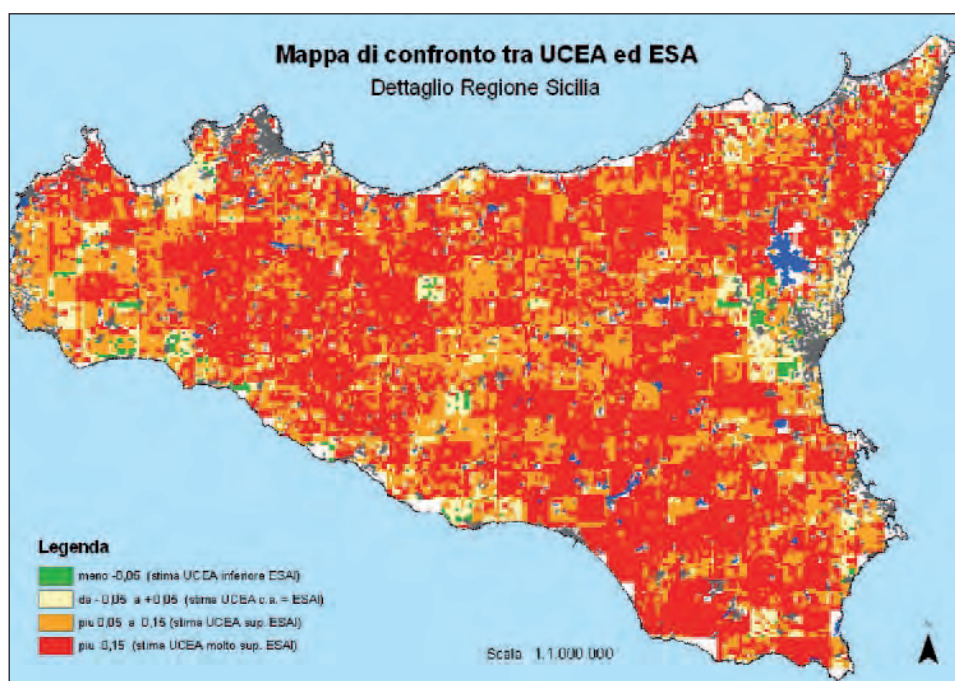 Mappa di confronto tra UCEA ed ESA
Dettaglio Regione Sicilia
Legenda
meno -0,05 (stima UCEA inferiore ESAI)
da - 0,05 a +0,05 (stima UCEA c.a. = ESAI)
piu 0,05 a 0,15 (stima UCEA sup. ESAI)
piu 0,15 (stima UCEA molto sup. ESAI)
Scala 1:1.000.000